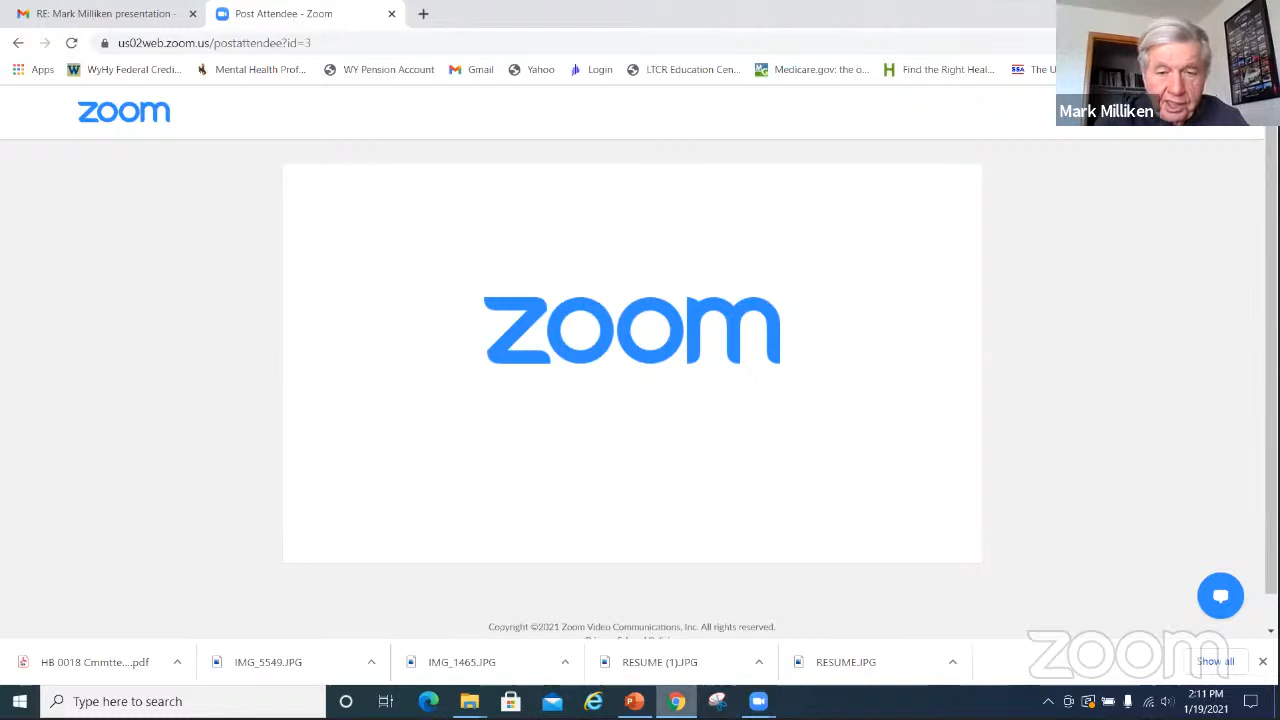 RE: Mark Milliken presentation -
Post Attendee - Zoom
us02web.zoom.us/postattendee?id=3
Apps
WyHy Federal Credi...
Mental Health Prof...
WY Pension Account
Gmail
Yahoo
Login
LTCR Education Cen...
Medicare.gov: the o...
Find the Right Heal...
SSA
The U
zoom
Mark Milliken
zoom
Copyright ©2021 Zoom Video Communications, Inc. All rights reserved.
HB 0018 Cmmtte....pdf
IMG_5549.JPG
IMG_1465.JPG
RESUME (1).JPG
RESUME.JPG
Show all
zoom
Type here to search
2:11 PM
1/19/2021